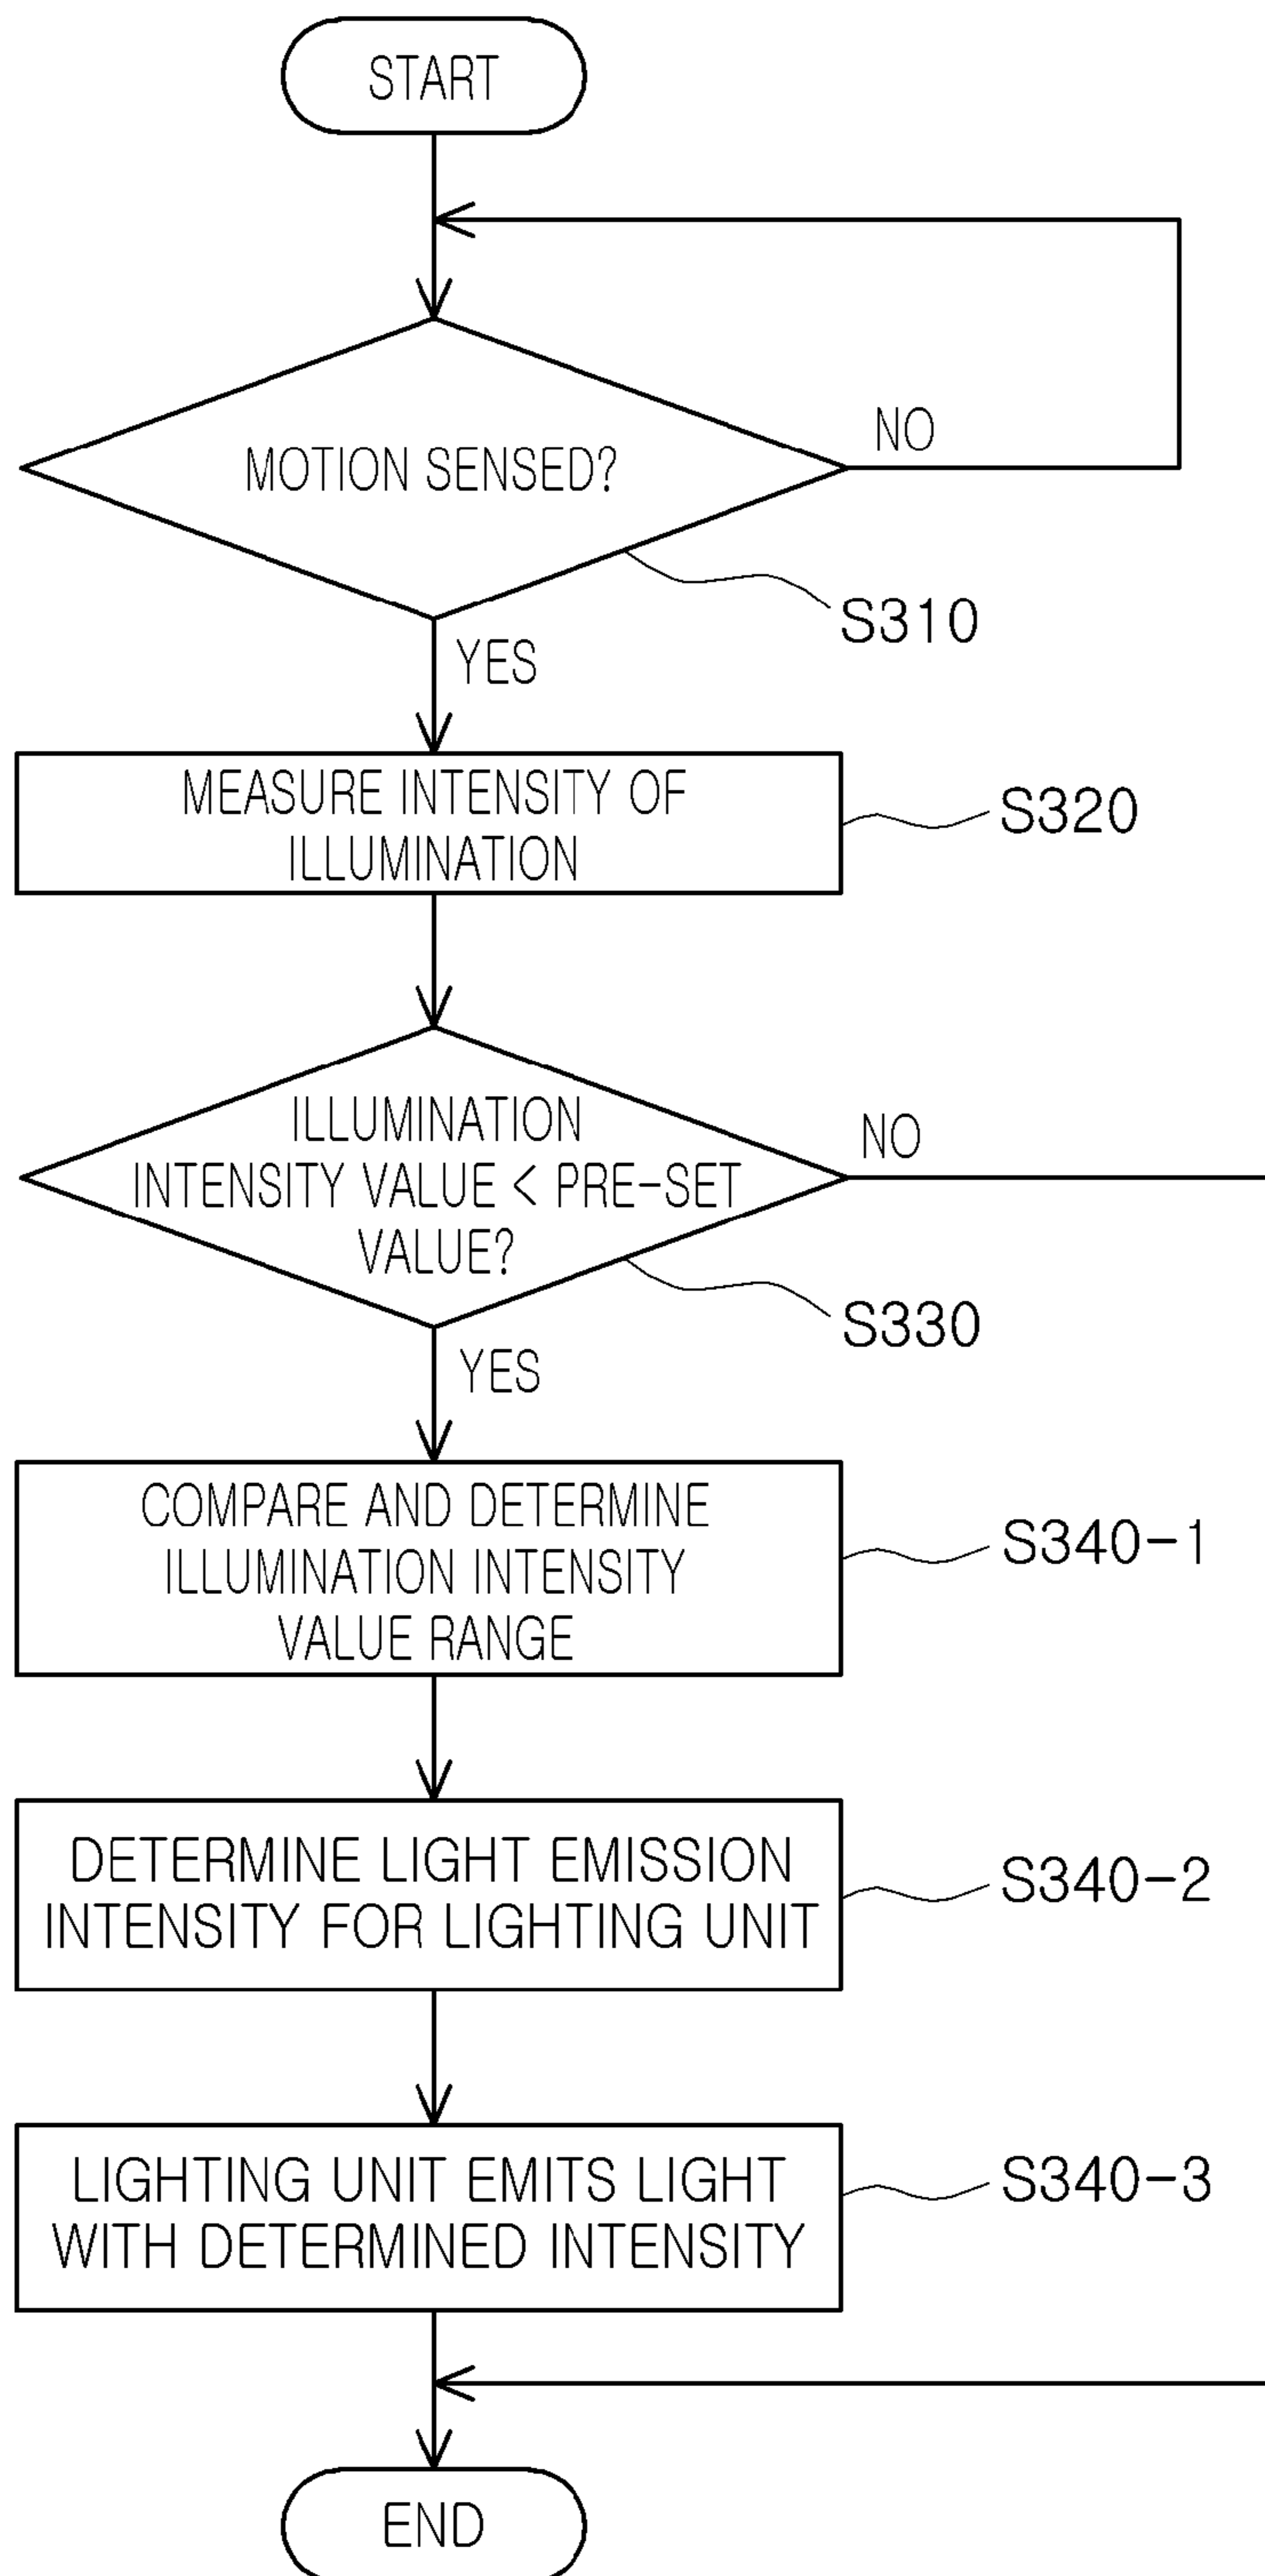 START
MOTION SENSED?
NO
S310
YES
MEASURE INTENSITY OF
ILLUMINATION
S320
ILLUMINATION
INTENSITY VALUE < PRE-SET
VALUE?
NO
S330
YES
COMPARE AND DETERMINE
ILLUMINATION INTENSITY
VALUE RANGE
S340-1
DETERMINE LIGHT EMISSION
INTENSITY FOR LIGHTING UNIT
S340-2
LIGHTING UNIT EMITS LIGHT
WITH DETERMINED INTENSITY
S340-3
END